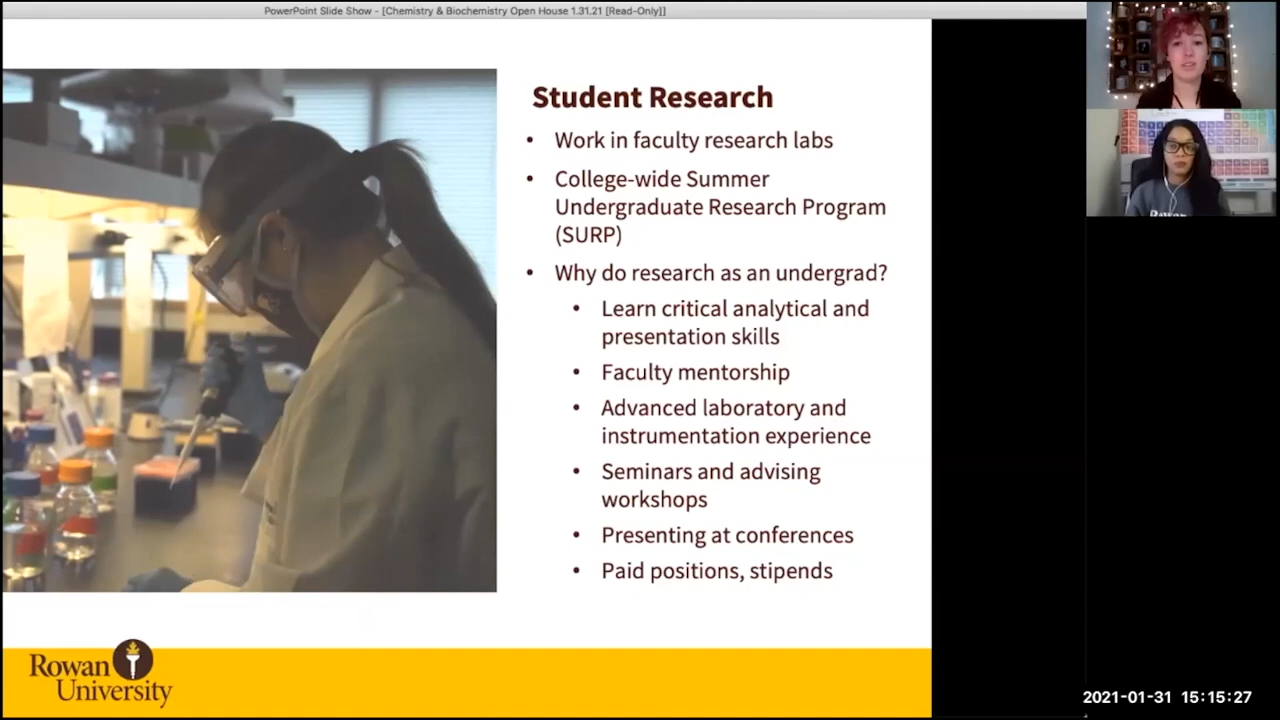 PowerPoint Slide Show - [Chemistry & Biochemistry Open House 1.31.21 [Read-Only]]
Student Research
• Work in faculty research labs
• College-wide Summer
Undergraduate Research Program
(SURP)
• Why do research as an undergrad?
• Learn critical analytical and
presentation skills
• Faculty mentorship
• Advanced laboratory and
instrumentation experience
• Seminars and advising
workshops
• Presenting at conferences
• Paid positions, stipends
Rowan
University
Rowan
2021-01-31 15:15:27